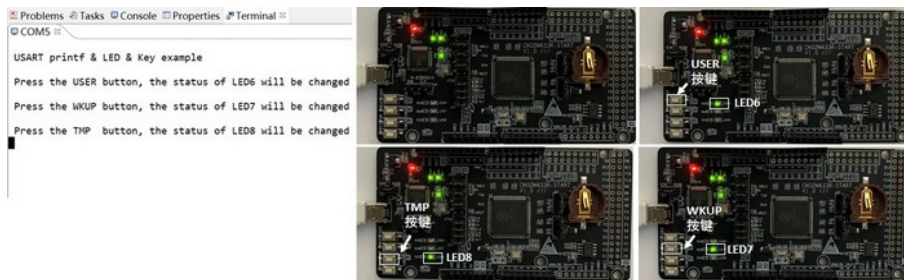 Problems Tasks Console Properties Terminal
COM5
USART printf & LED & Key example
Press the USER button, the status of LED6 will be changed
Press the WKUP button, the status of LED7 will be changed
Press the TMP button, the status of LED8 will be changed
USER
按键
LED6
TMP
按键
LED8
WKUP
按键
LED7